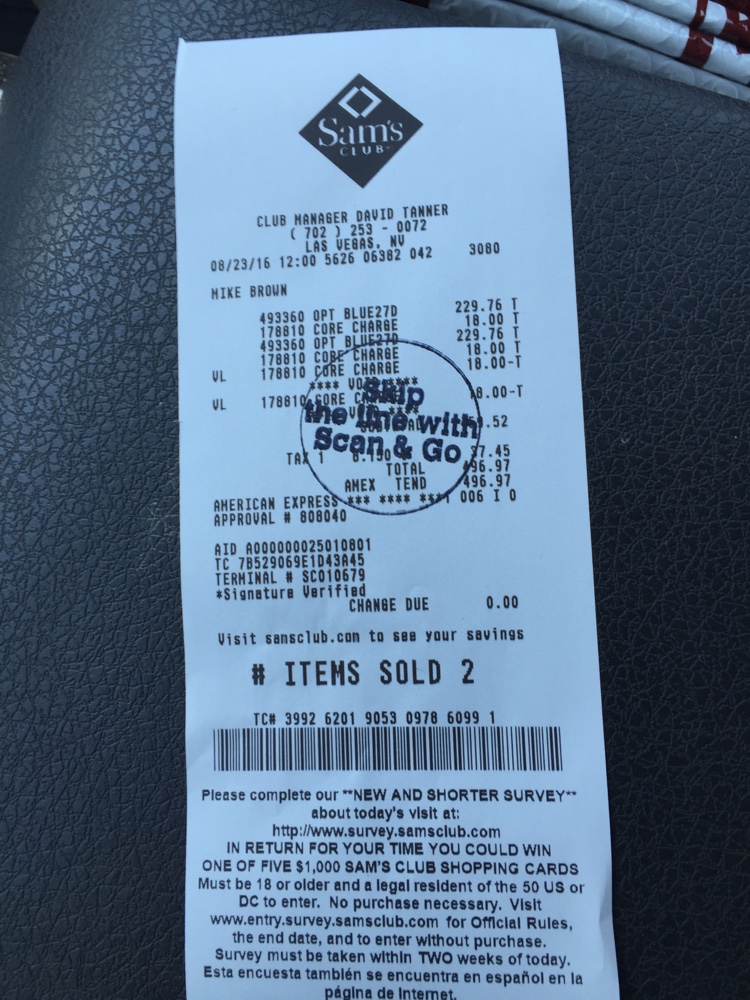 Sam's
CLUB
CLUB MANAGER DAVID TANNER
( 702 ) 253 - 0072
LAS VEGAS, NV
08/23/16 12:00 5626 06382 042 3080
MIKE BROWN
493360 OPT BLUE27D 229.76 T
178810 CORE CHARGE 18.00 T
493360 OPT BLUE27D 229.76 T
178810 CORE CHARGE 18.00 T
VL 178810 CORE CHARGE 18.00-T
****
VL 178810 CORE 18.00-T
Skip
the line with
Scan & Go
.52
TAX 1 37.45
TOTAL 496.97
AMEX TEND 496.97
AMERICAN EXPRESS *** **** **** 006 I 0
APPROVAL # 808040
AID A000000025010801
TC 7B529069E1D43A45
TERMINAL # SC010679
*Signature Verified
CHANGE DUE 0.00
Visit samsclub.com to see your savings
# ITEMS SOLD 2
TC# 3992 6201 9053 0978 6099 1
Please complete our **NEW AND SHORTER SURVEY**
about today's visit at:
http://www.survey.samsclub.com
IN RETURN FOR YOUR TIME YOU COULD WIN
ONE OF FIVE $1,000 SAM'S CLUB SHOPPING CARDS
Must be 18 or older and a legal resident of the 50 US or
DC to enter. No purchase necessary. Visit
www.entry.survey.samsclub.com for Official Rules,
the end date, and to enter without purchase.
Survey must be taken within TWO weeks of today.
Esta encuesta también se encuentra en español en la
página de Internet.